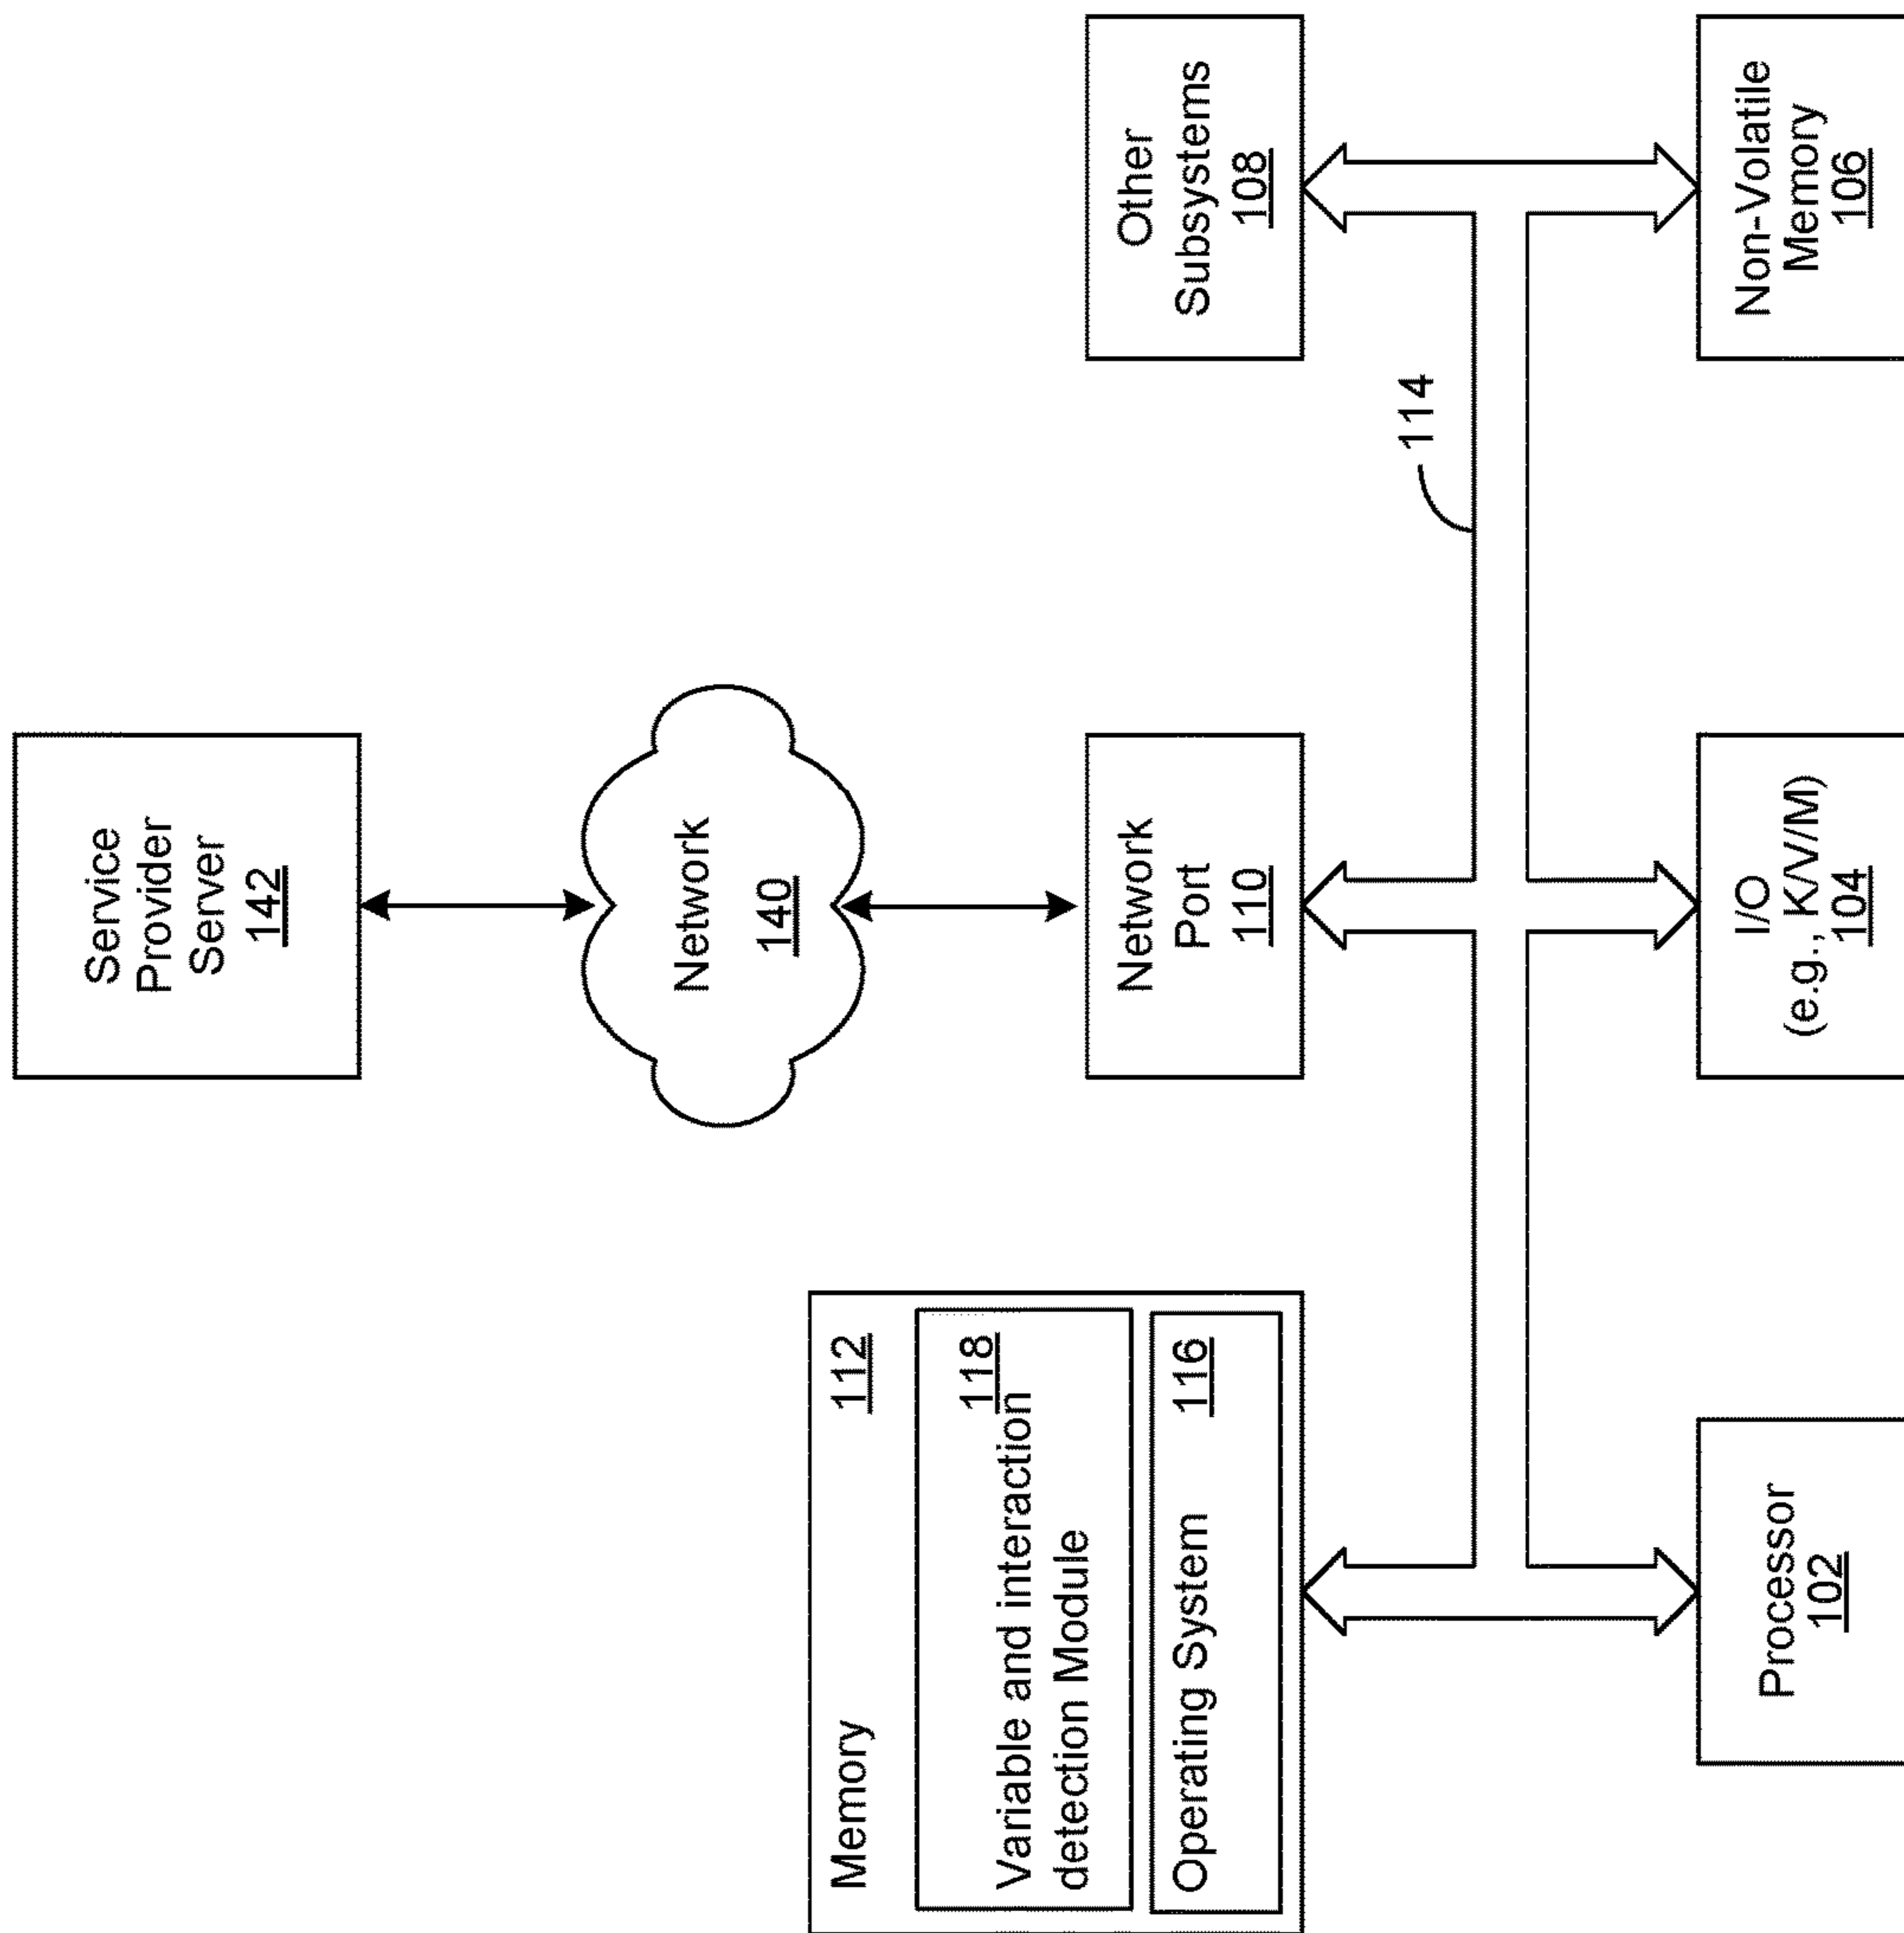 Service
Provider
Server
142
Network
140
Memory 112
118
Variable and interaction
detection Module
Operating System 116
Network
Port
110
Other
Subsystems
108
114
Processor
102
I/O
(e.g., K/V/M)
104
Non-Volatile
Memory
106